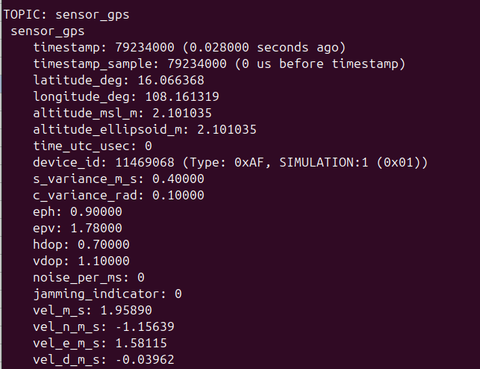 TOPIC: sensor_gps
sensor_gps
timestamp: 79234000 (0.028000 seconds ago)
timestamp_sample: 79234000 (0 us before timestamp)
latitude_deg: 16.066368
longitude_deg: 108.161319
altitude_msl_m: 2.101035
altitude_ellipsoid_m: 2.101035
time_utc_usec: 0
device_id: 11469068 (Type: 0xAF, SIMULATION:1 (0x01))
s_variance_m_s: 0.40000
c_variance_rad: 0.10000
eph: 0.90000
epv: 1.78000
hdop: 0.70000
vdop: 1.10000
noise_per_ms: 0
jamming_indicator: 0
vel_m_s: 1.95890
vel_n_m_s: -1.15639
vel_e_m_s: 1.58115
vel_d_m_s: -0.03962